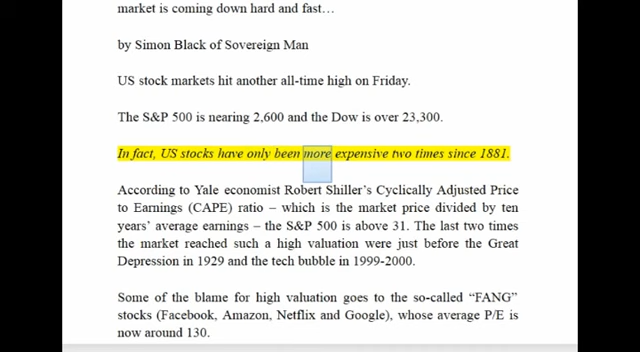 market is coming down hard and fast…
by Simon Black of Sovereign Man
US stock markets hit another all-time high on Friday.
The S&P 500 is nearing 2,600 and the Dow is over 23,300.
In fact, US stocks have only been more expensive two times since 1881.
According to Yale economist Robert Shiller’s Cyclically Adjusted Price
to Earnings (CAPE) ratio – which is the market price divided by ten
years’ average earnings – the S&P 500 is above 31. The last two times
the market reached such a high valuation were just before the Great
Depression in 1929 and the tech bubble in 1999-2000.
Some of the blame for high valuation goes to the so-called “FANG”
stocks (Facebook, Amazon, Netflix and Google), whose average P/E is
now around 130.